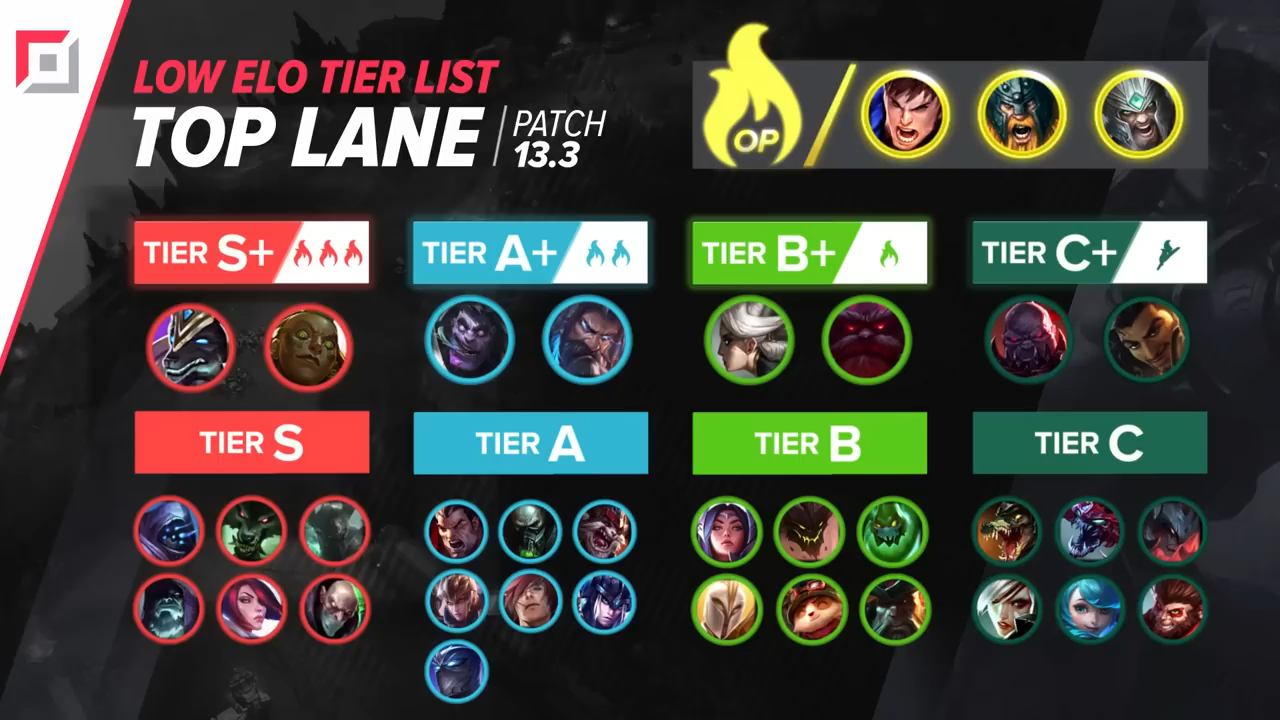 LOW ELO TIER LIST
TOP LANE
PATCH
13.3
OP
TIER S+
TIER A+
TIER B+
TIER C+
TIER S
TIER A
TIER B
TIER C